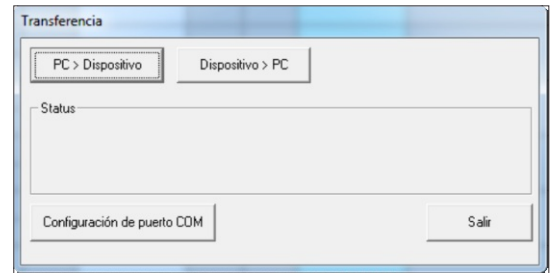 Transferencia
PC > Dispositivo
Dispositivo > PC
Status
Configuración de puerto COM
Salir